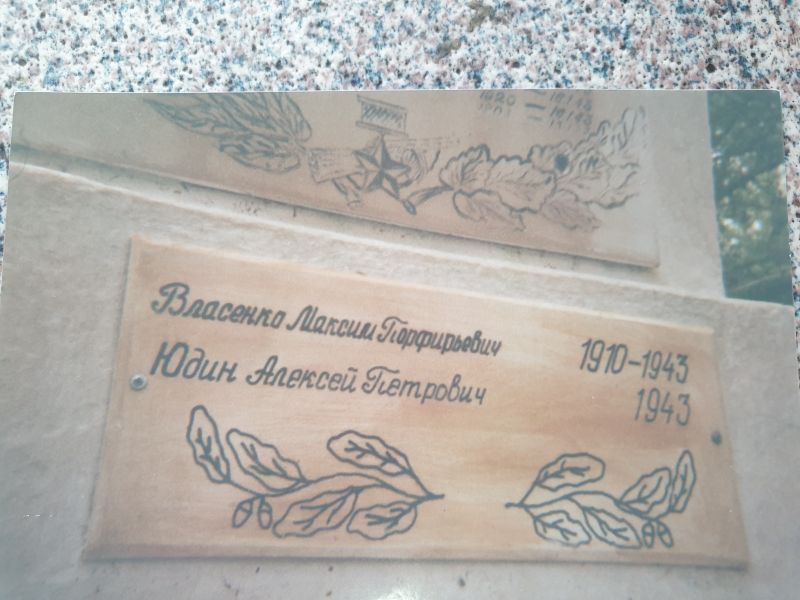 Власенко Максим Порфирьевич 1910-1943
Юдин Алексей Петрович 1943